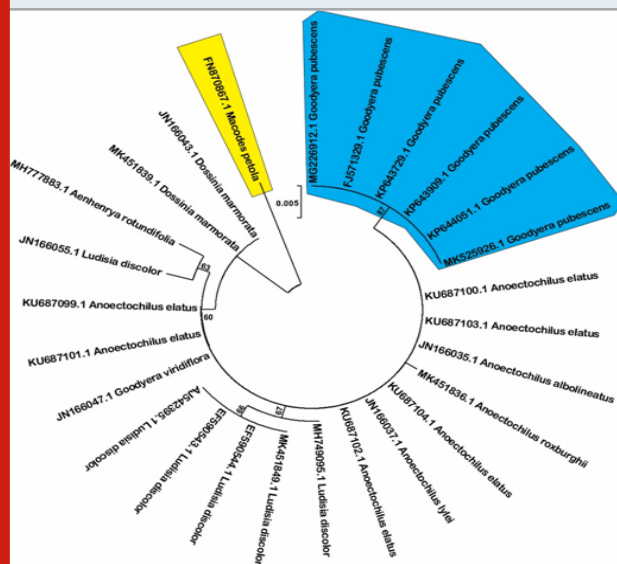 FN870867.1 Macodes petola
MG226912.1 Goodyera pubescens
FJ571329.1 Goodyera pubescens
KP643729.1 Goodyera pubescens
KP643909.1 Goodyera pubescens
KP644051.1 Goodyera pubescens
MK525926.1 Goodyera pubescens
KU687100.1 Anoectochilus elatus
KU687103.1 Anoectochilus elatus
JN166035.1 Anoectochilus albolineatus
MK451836.1 Anoectochilus roxburghii
KU687104.1 Anoectochilus elatus
JN166037.1 Anoectochilus lylei
KU687102.1 Anoectochilus elatus
MH749095.1 Ludisia discolor
MK451849.1 Ludisia discolor
EF590544.1 Ludisia discolor
EF590543.1 Ludisia discolor
AJ542395.1 Ludisia discolor
JN166047.1 Goodyera viridiflora
KU687101.1 Anoectochilus elatus
KU687099.1 Anoectochilus elatus
JN166055.1 Ludisia discolor
MH777883.1 Aenhenrya rotundifolia
MK451839.1 Dossinia marmorata
JN166043.1 Dossinia marmorata
0.005
63
60